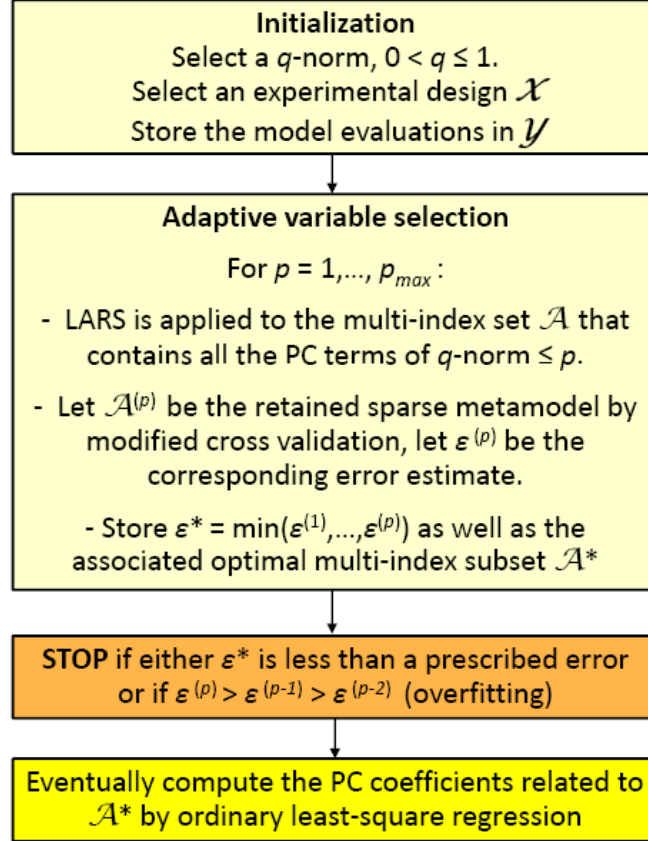 Initialization
Select a q-norm, 0 < q ≤ 1.
Select an experimental design 𝒳
Store the model evaluations in 𝒴
Adaptive variable selection
For p = 1,..., pmax :
- LARS is applied to the multi-index set 𝒜 that
contains all the PC terms of q-norm ≤ p.
- Let 𝒜(p) be the retained sparse metamodel by
modified cross validation, let ε(p) be the
corresponding error estimate.
- Store ε* = min(ε(1),...,ε(p)) as well as the
associated optimal multi-index subset 𝒜*
STOP if either ε* is less than a prescribed error
or if ε(p) > ε(p-1) > ε(p-2) (overfitting)
Eventually compute the PC coefficients related to
𝒜* by ordinary least-square regression